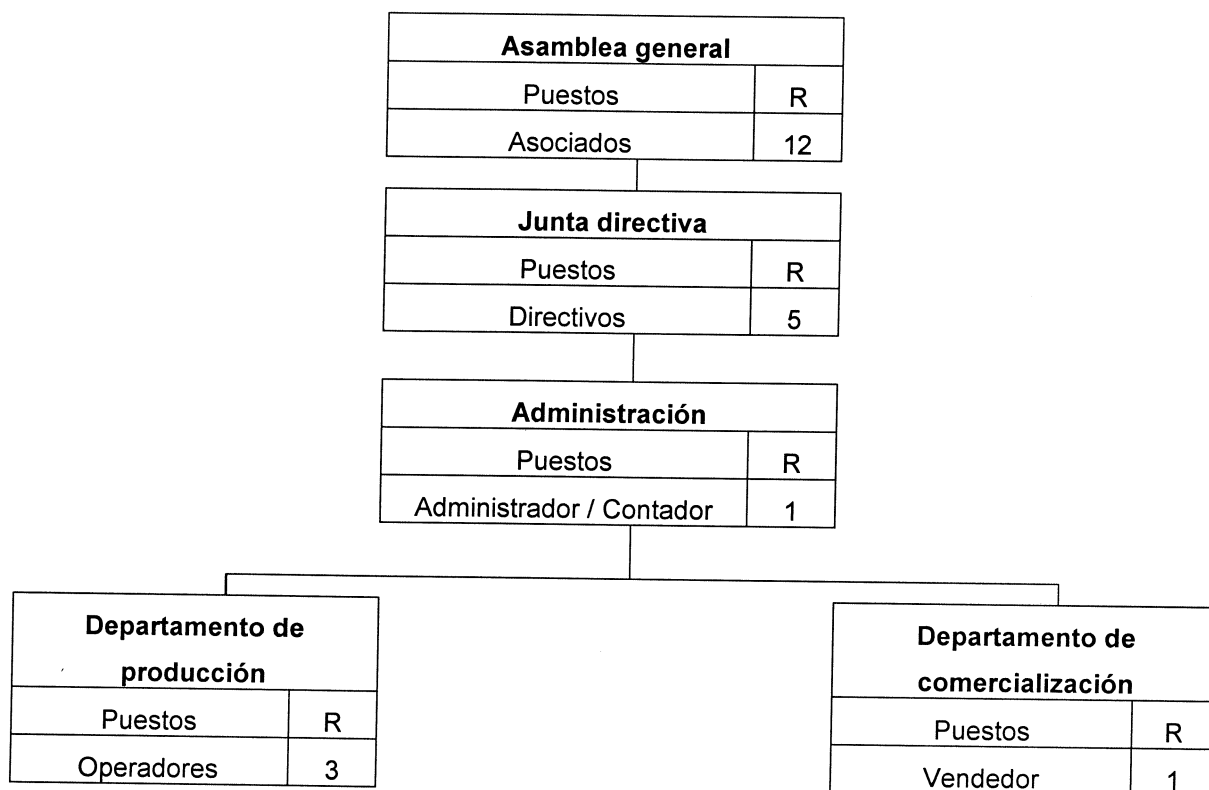 Asamblea general
Puestos R
Asociados 12
Junta directiva
Puestos R
Directivos 5
Administración
Puestos R
Administrador / Contador 1
Departamento de
producción
Puestos R
Operadores 3
Departamento de
comercialización
Puestos R
Vendedor 1